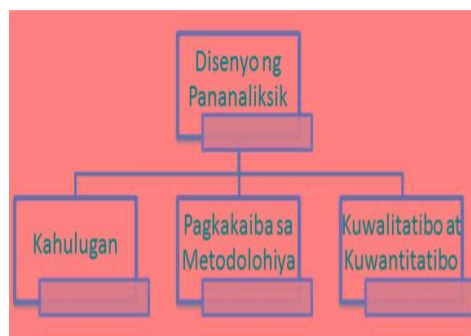 Disenyo ng
Pananaliksik
Kahulugan
Pagkakaiba sa
Metodolohiya
Kuwalitatibo at
Kuwantitatibo